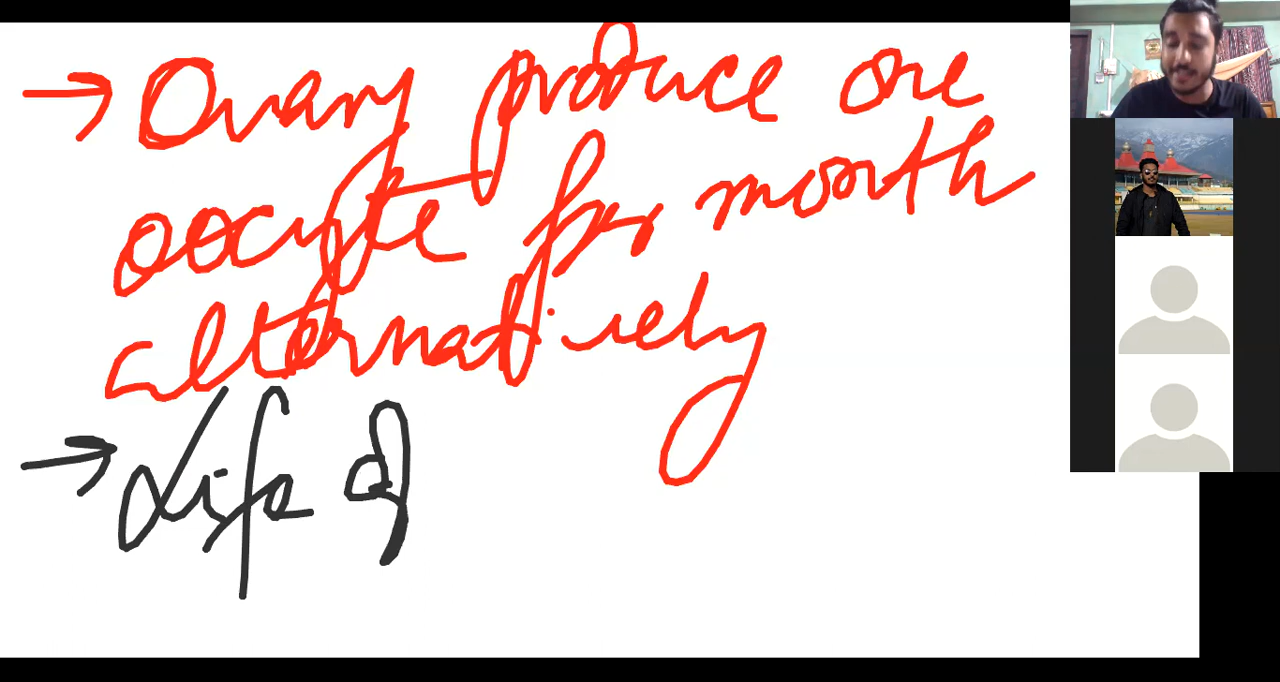 → Ovary produce one
oocyte per month
alternatively
→ Life of